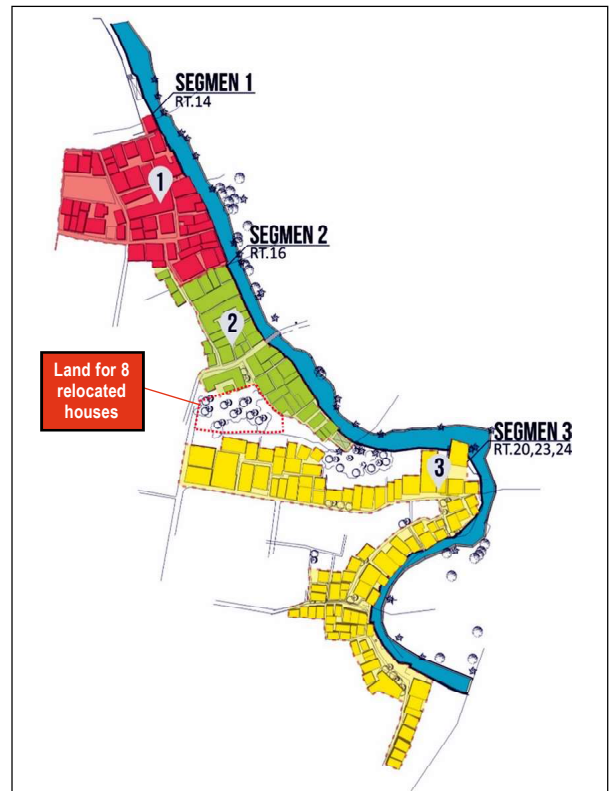 SEGMEN 1
RT.14
1
SEGMEN 2
RT.16
2
Land for 8
relocated
houses
SEGMEN 3
RT.20,23,24
3